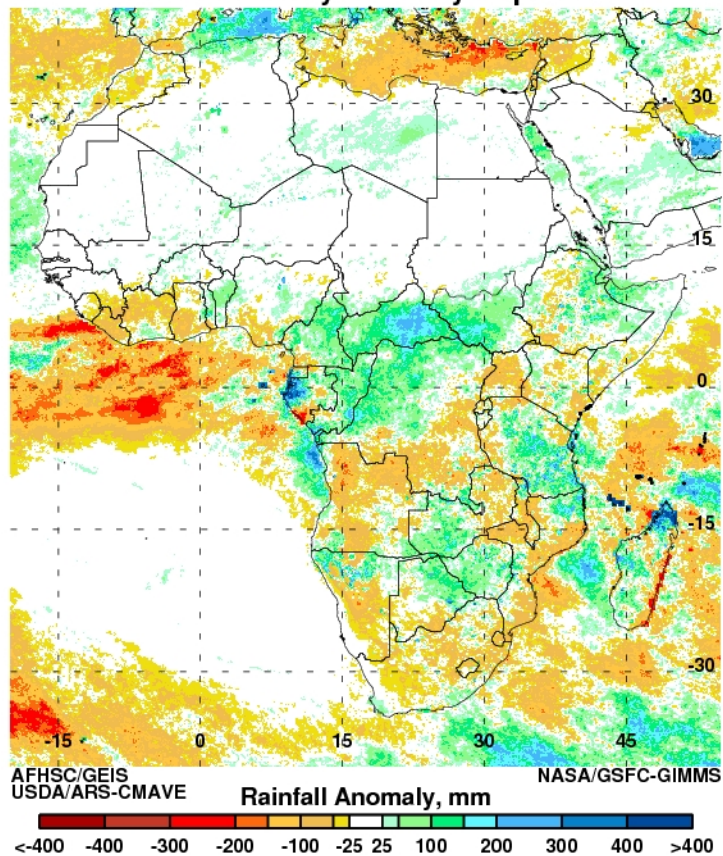 30
15
0
-15
-30
-15 0 15 30 45
AFHSC/GEIS NASA/GSFC-GIMMS
USDA/ARS-CMAVE
Rainfall Anomaly, mm
<-400 -400 -300 -200 -100 -25 25 100 200 300 400 >400